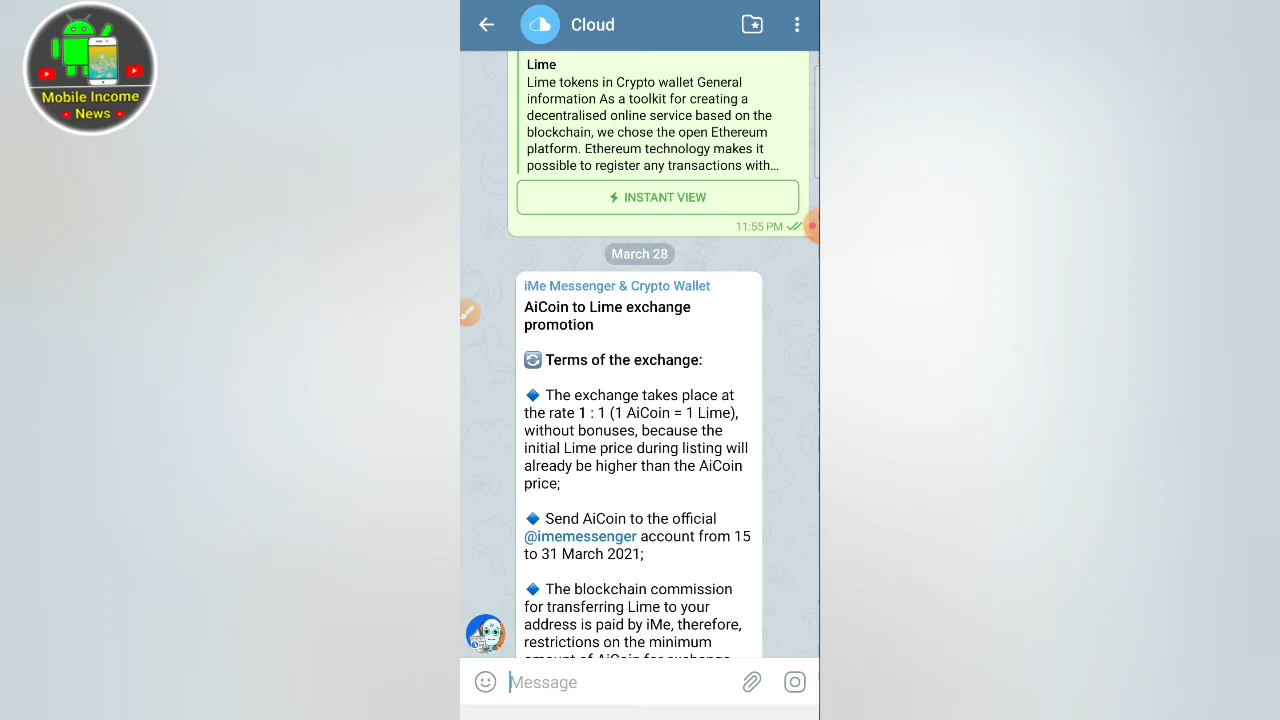 Mobile Income
News
Cloud
Lime
Lime tokens in Crypto wallet General
information As a toolkit for creating a
decentralised online service based on the
blockchain, we chose the open Ethereum
platform. Ethereum technology makes it
possible to register any transactions with...
INSTANT VIEW
11:55 PM
March 28
iMe Messenger & Crypto Wallet
AiCoin to Lime exchange
promotion
Terms of the exchange:
The exchange takes place at
the rate 1 : 1 (1 AiCoin = 1 Lime),
without bonuses, because the
initial Lime price during listing will
already be higher than the AiCoin
price;
Send AiCoin to the official
@imemessenger account from 15
to 31 March 2021;
The blockchain commission
for transferring Lime to your
address is paid by iMe, therefore,
restrictions on the minimum
amount of AiCoin for exchange
Message